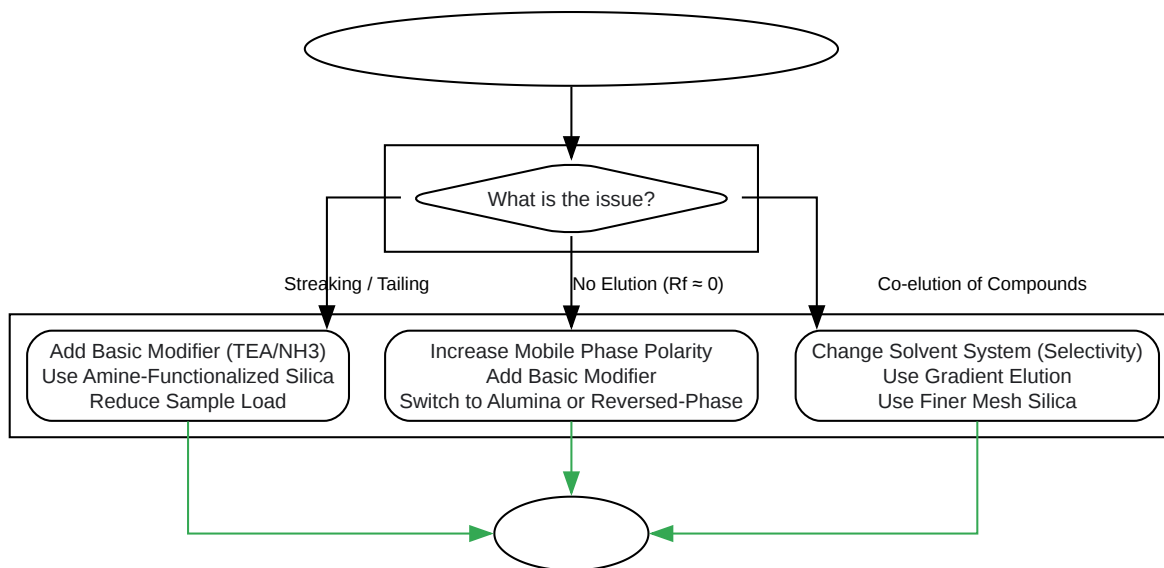 What is the issue?
Streaking / Tailing
No Elution (Rf ≈ 0)
Co-elution of Compounds
Add Basic Modifier (TEA/NH3)
Use Amine-Functionalized Silica
Reduce Sample Load
Increase Mobile Phase Polarity
Add Basic Modifier
Switch to Alumina or Reversed-Phase
Change Solvent System (Selectivity)
Use Gradient Elution
Use Finer Mesh Silica